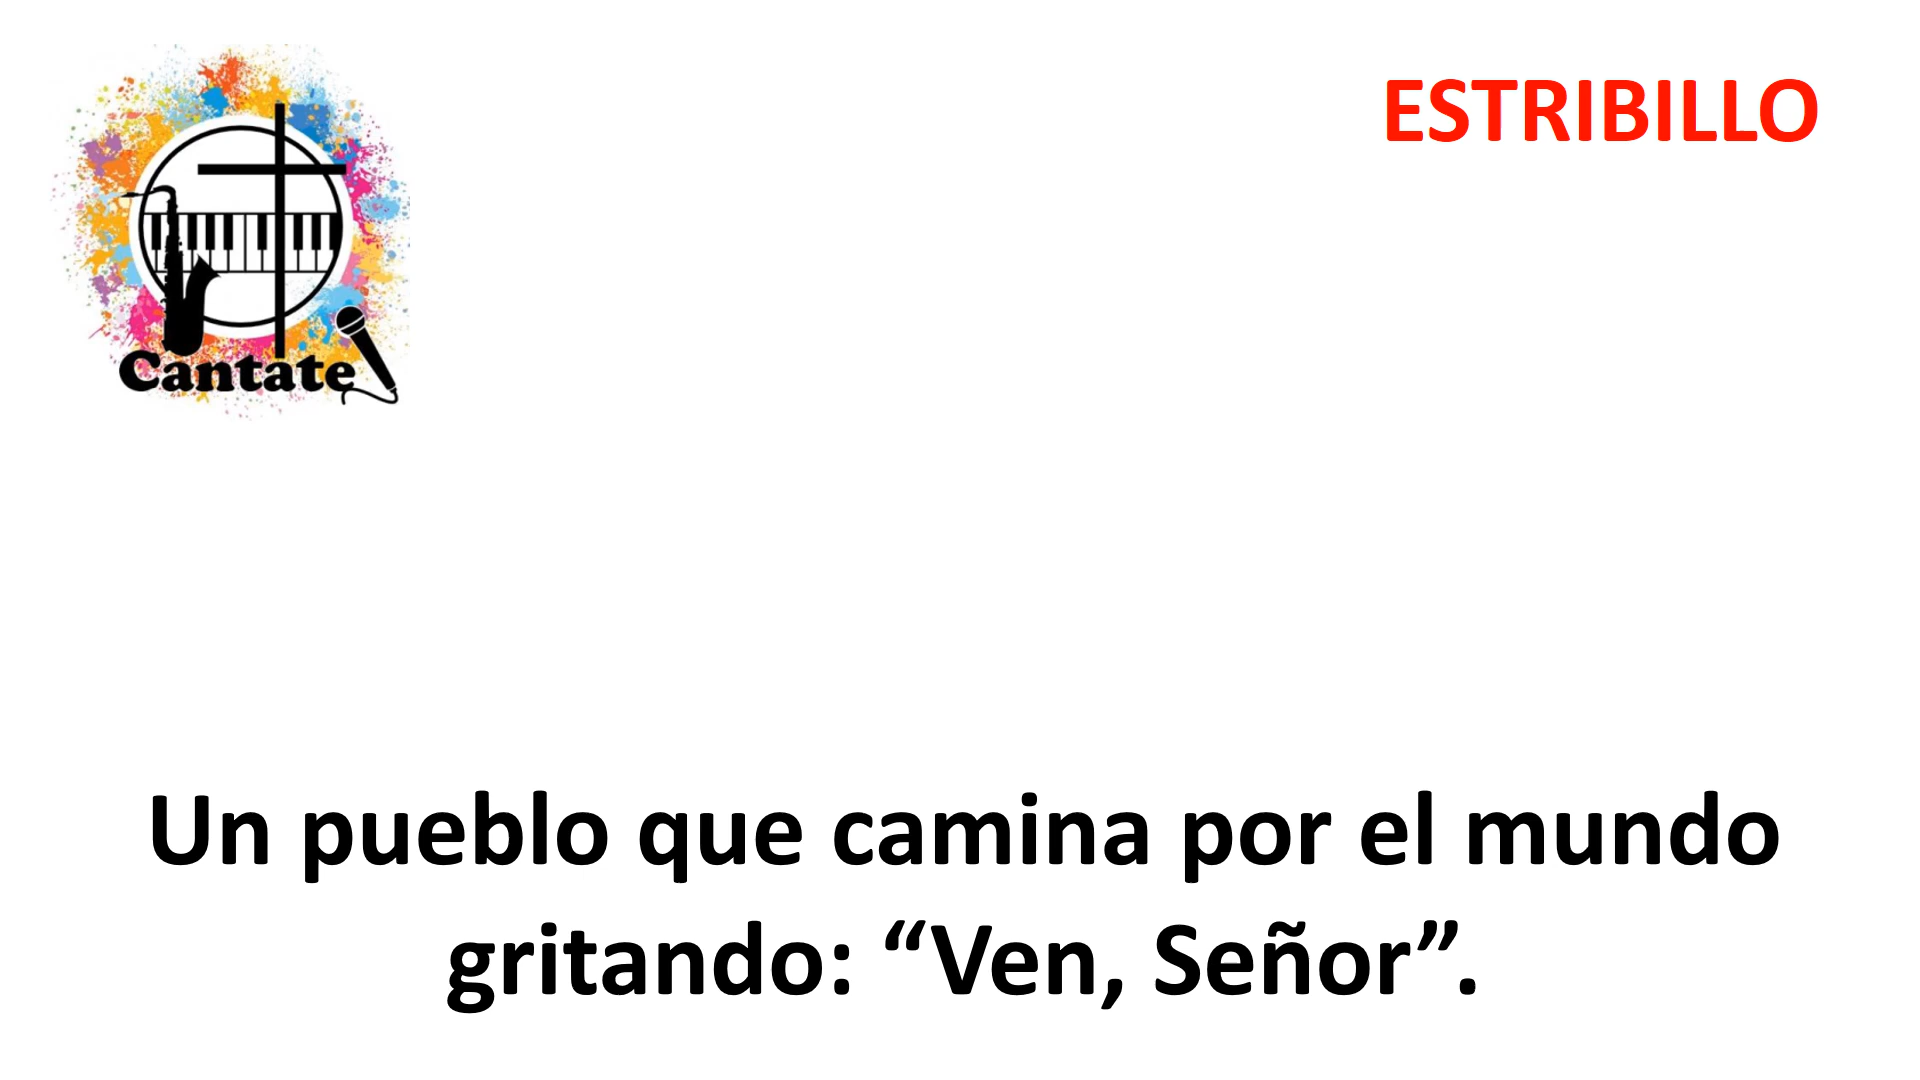 ESTRIBILLO
Cantate
Un pueblo que camina por el mundo
gritando: “Ven, Señor”.